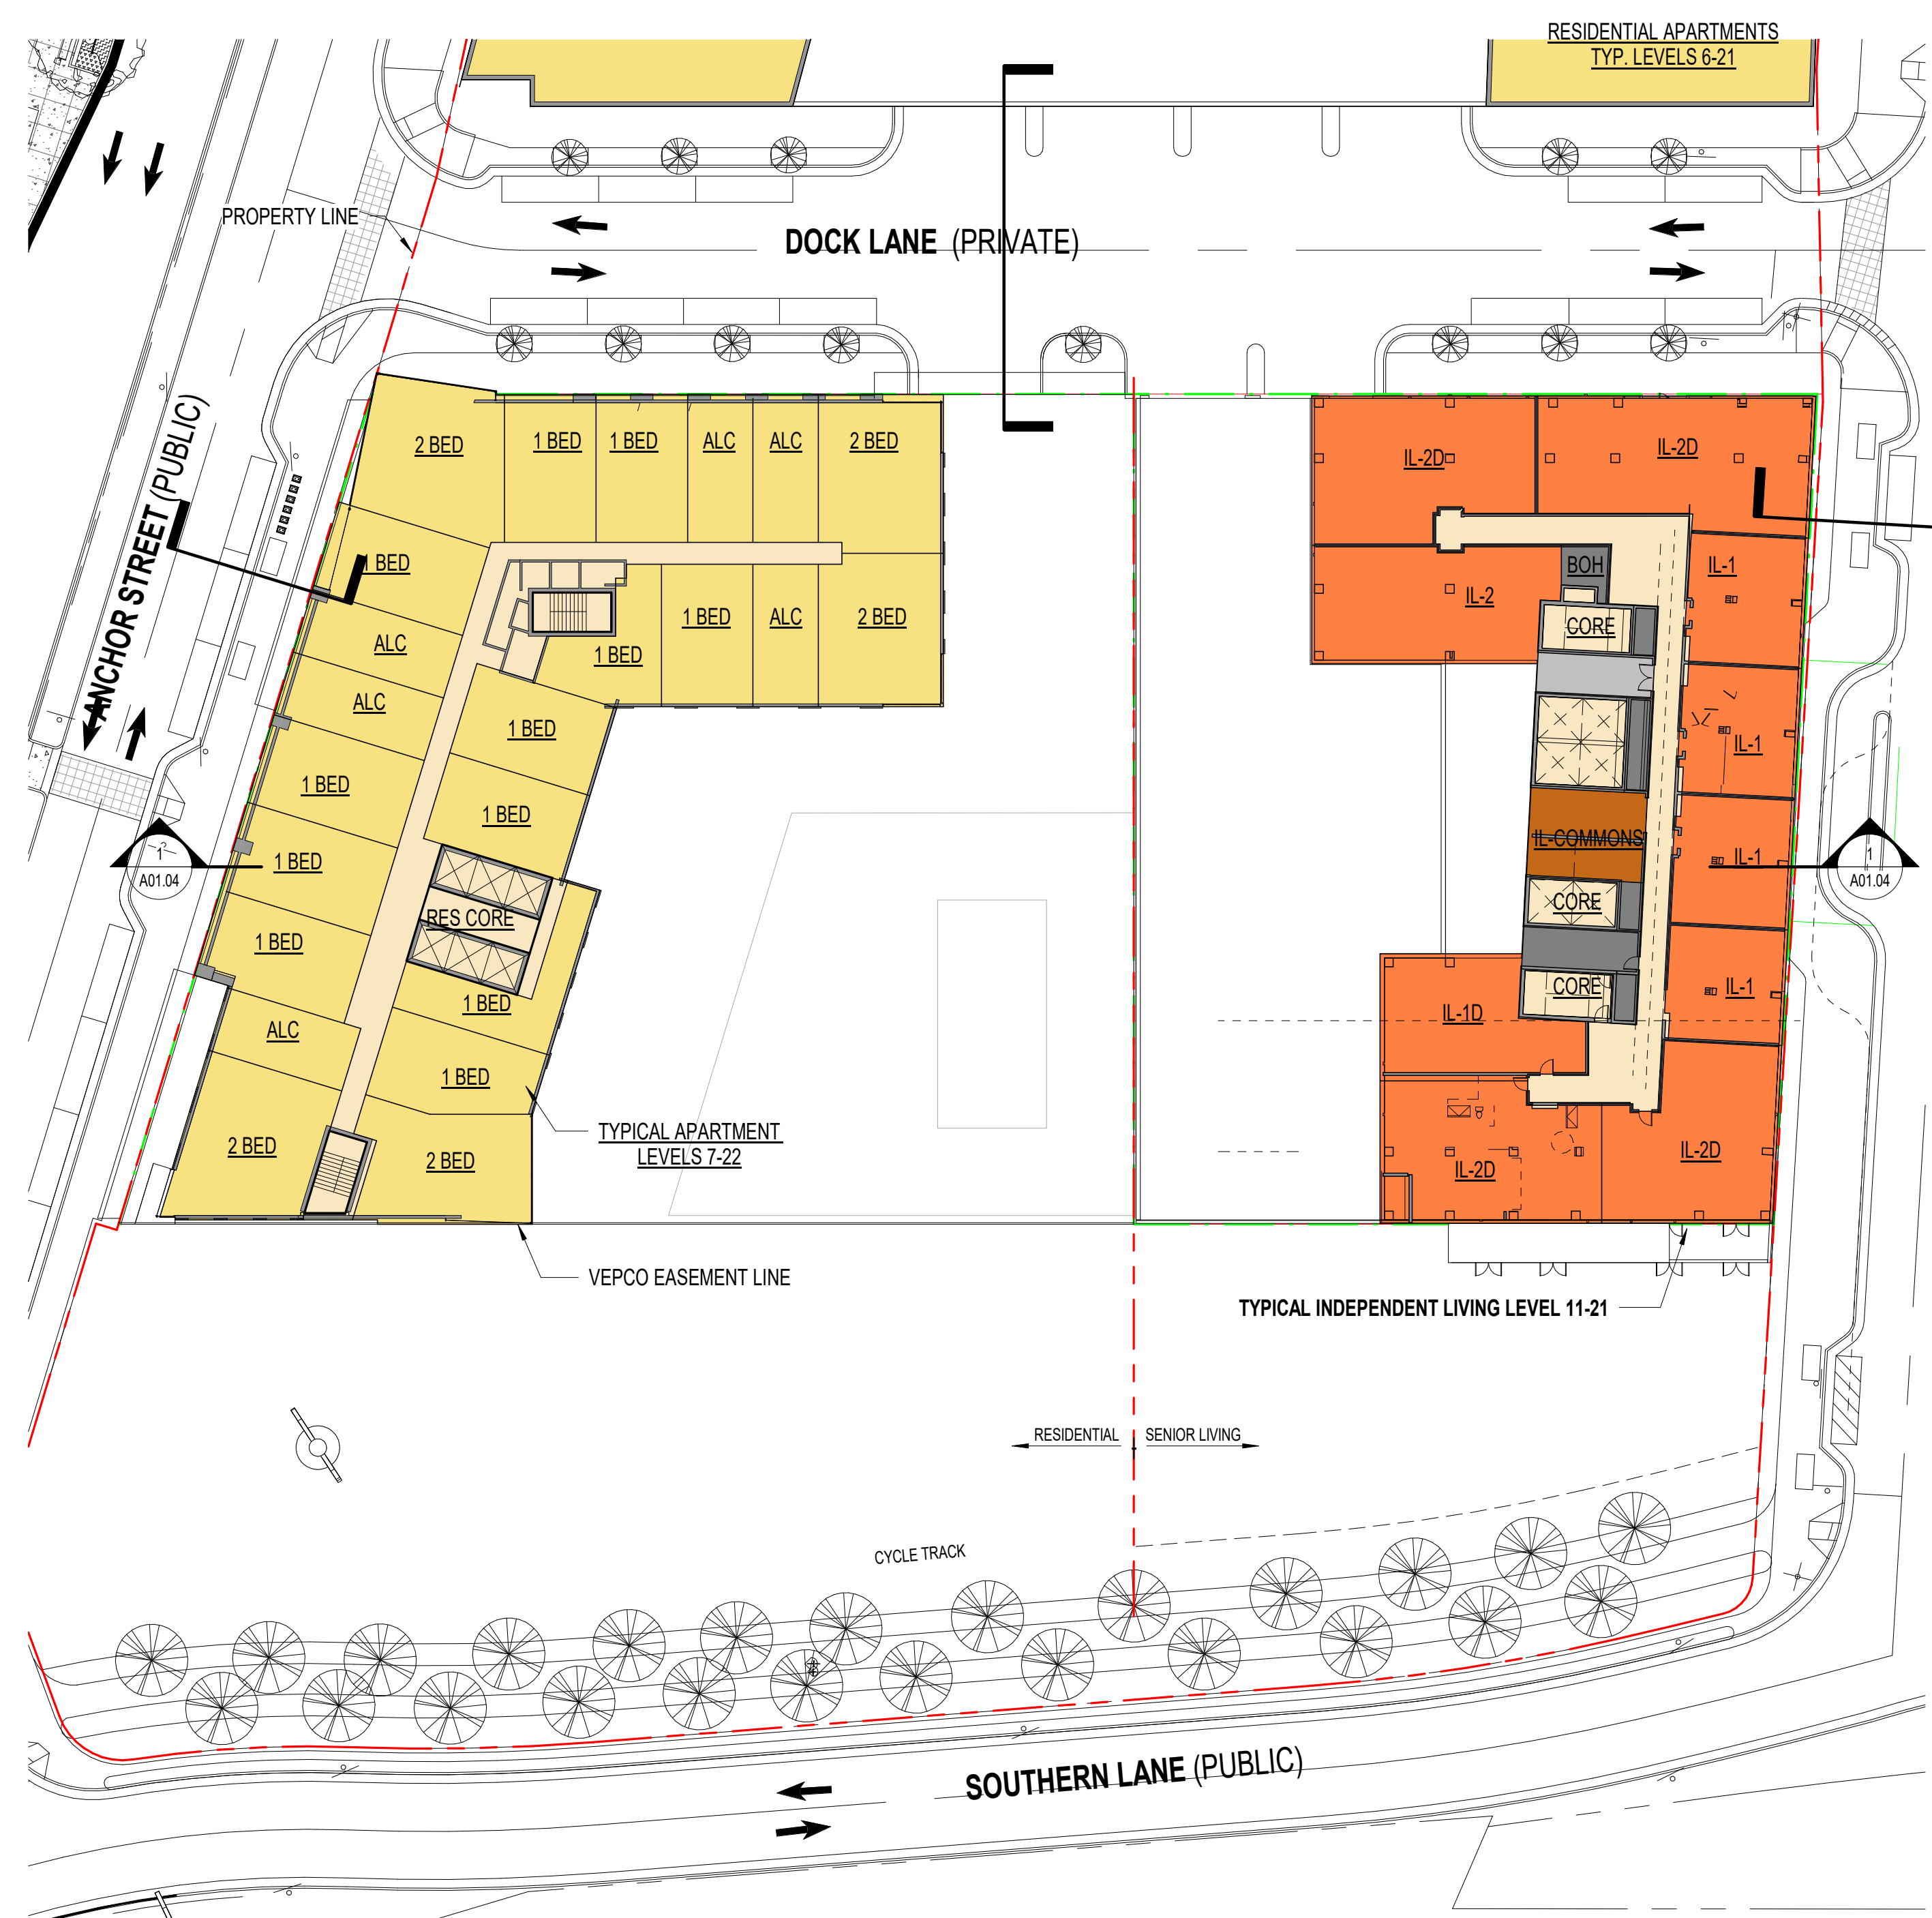 RESIDENTIAL APARTMENTS
TYP. LEVELS 6-21
PROPERTY LINE
DOCK LANE (PRIVATE)
ANCHOR STREET (PUBLIC)
2 BED
1 BED
1 BED
ALC
ALC
2 BED
1 BED
ALC
ALC
1 BED
1 BED
1 BED
ALC
2 BED
1 BED
1 BED
ALC
2 BED
1 BED
1 BED
RES CORE
1 BED
1 BED
2 BED
TYPICAL APARTMENT
LEVELS 7-22
VEPCO EASEMENT LINE
1
A01.04
IL-2D
IL-2D
IL-2
BOH
CORE
IL-1
IL-1
IL-COMMONS
IL-1
CORE
IL-1
CORE
IL-1D
IL-2D
IL-2D
1
A01.04
TYPICAL INDEPENDENT LIVING LEVEL 11-21
RESIDENTIAL
SENIOR LIVING
CYCLE TRACK
SOUTHERN LANE (PUBLIC)